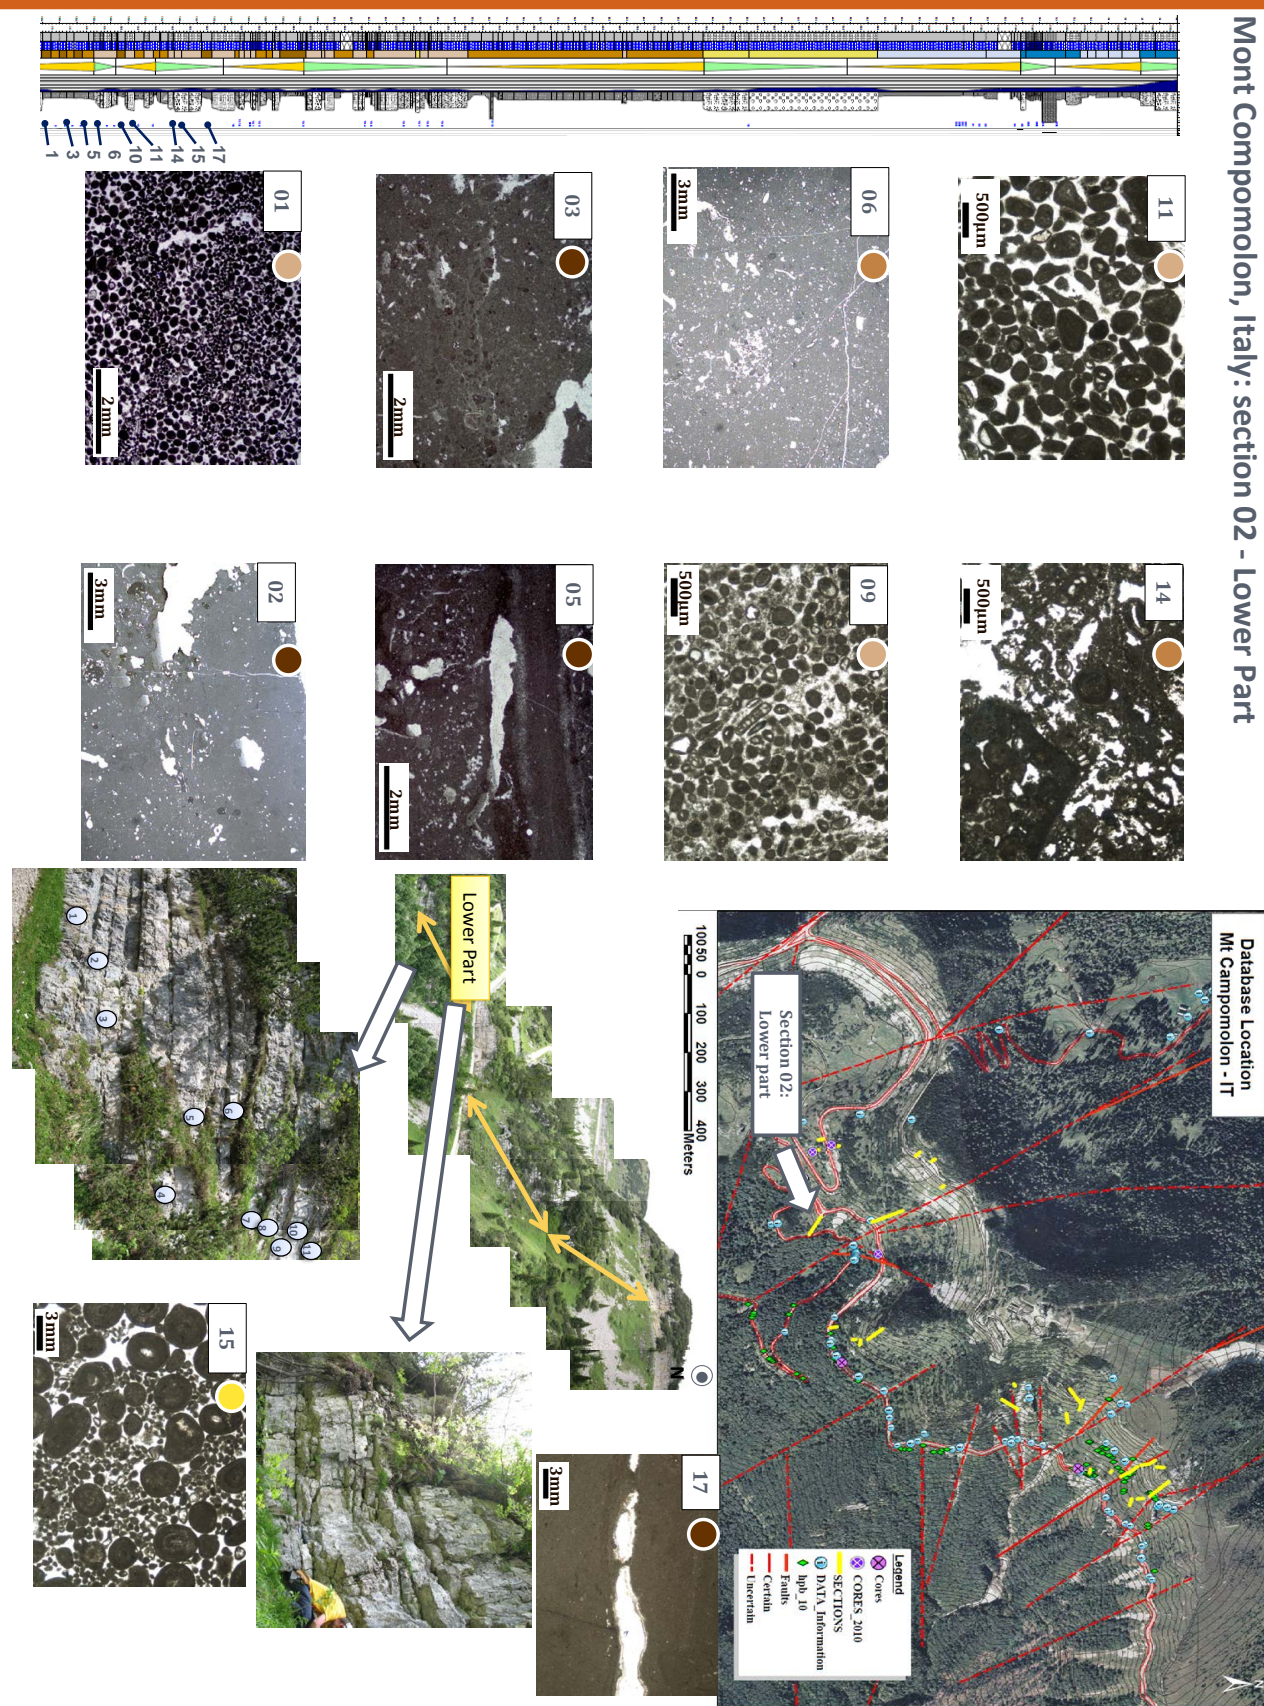 Mont Compomolon, Italy: section 02 - Lower Part
1
3
5
6
10
11
14
15
17
01
2mm
03
2mm
06
3mm
11
500µm
02
3mm
05
2mm
09
500µm
14
500µm
Database Location
Mt Campomolon - IT
Section 02:
Lower part
100 50 0 100 200 300 400
Meters
Legend
Cores
CORES_2010
SECTIONS
DATA_Information
hpb_10
Faults
Certain
Uncertain
N
Lower Part
N
1
2
3
5
6
4
7
8
9
10
11
15
3mm
17
3mm